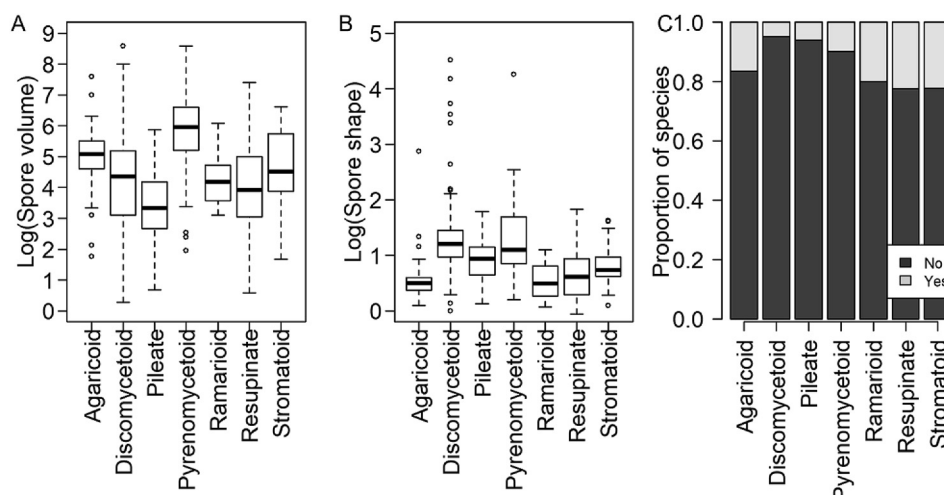 A
Log(Spore volume)
9
8
7
6
5
4
3
2
1
0
Agaricoid
Discomycetoid
Pileate
Pyrenomycetoid
Ramarioid
Resupinate
Stromatoid
B
Log(Spore shape)
5
4
3
2
1
0
Agaricoid
Discomycetoid
Pileate
Pyrenomycetoid
Ramarioid
Resupinate
Stromatoid
C
Proportion of species
1.0
0.8
0.6
0.4
0.2
0.0
No
Yes
Agaricoid
Discomycetoid
Pileate
Pyrenomycetoid
Ramarioid
Resupinate
Stromatoid